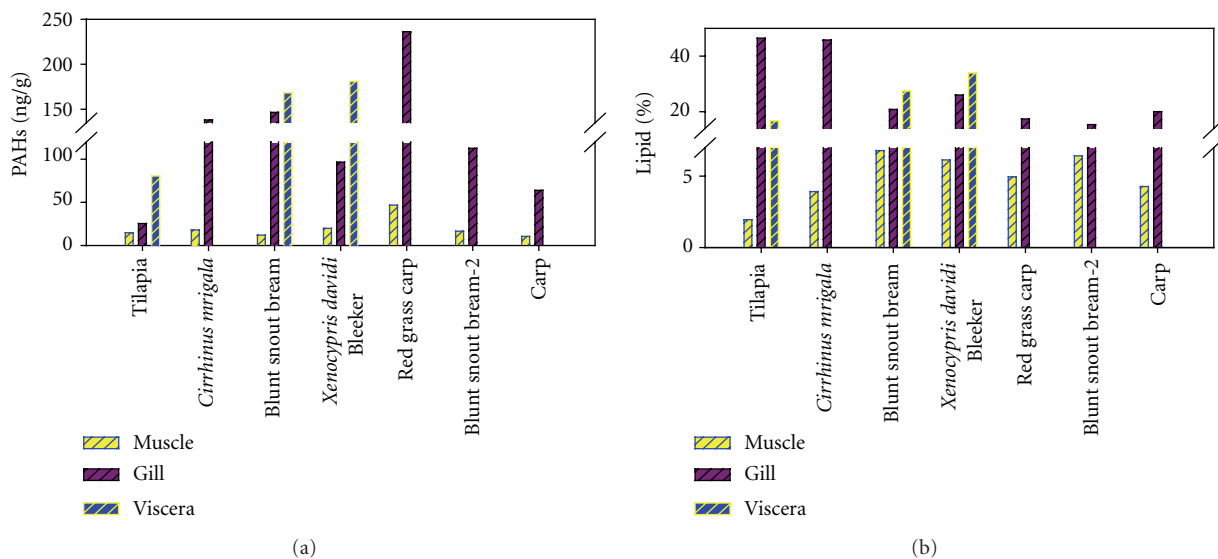 250
200
150
100
50
0
PAHs (ng/g)
Tilapia
Cirrhinus mrigala
Blunt snout bream
Xenocypris davidi
Bleeker
Red grass carp
Blunt snout bream-2
Carp
Muscle
Gill
Viscera
(a)
40
20
5
0
Lipid (%)
Tilapia
Cirrhinus mrigala
Blunt snout bream
Xenocypris davidi
Bleeker
Red grass carp
Blunt snout bream-2
Carp
Muscle
Gill
Viscera
(b)